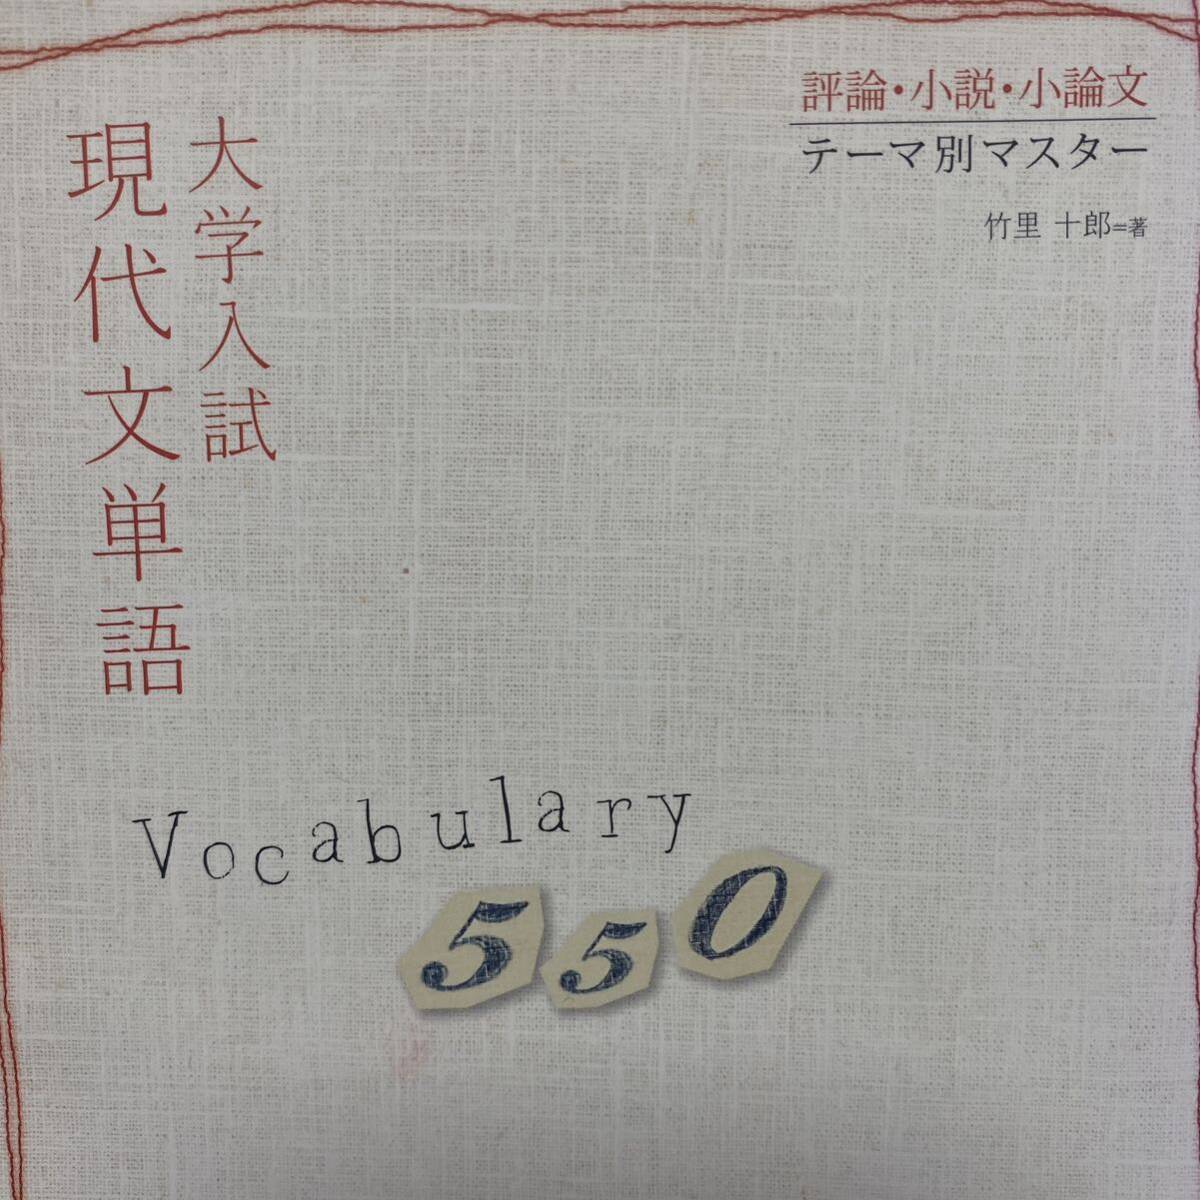 評論・小説・小論文
テーマ別マスター
竹里 十郎=著
大学入試
現代文単語
Vocabulary
550